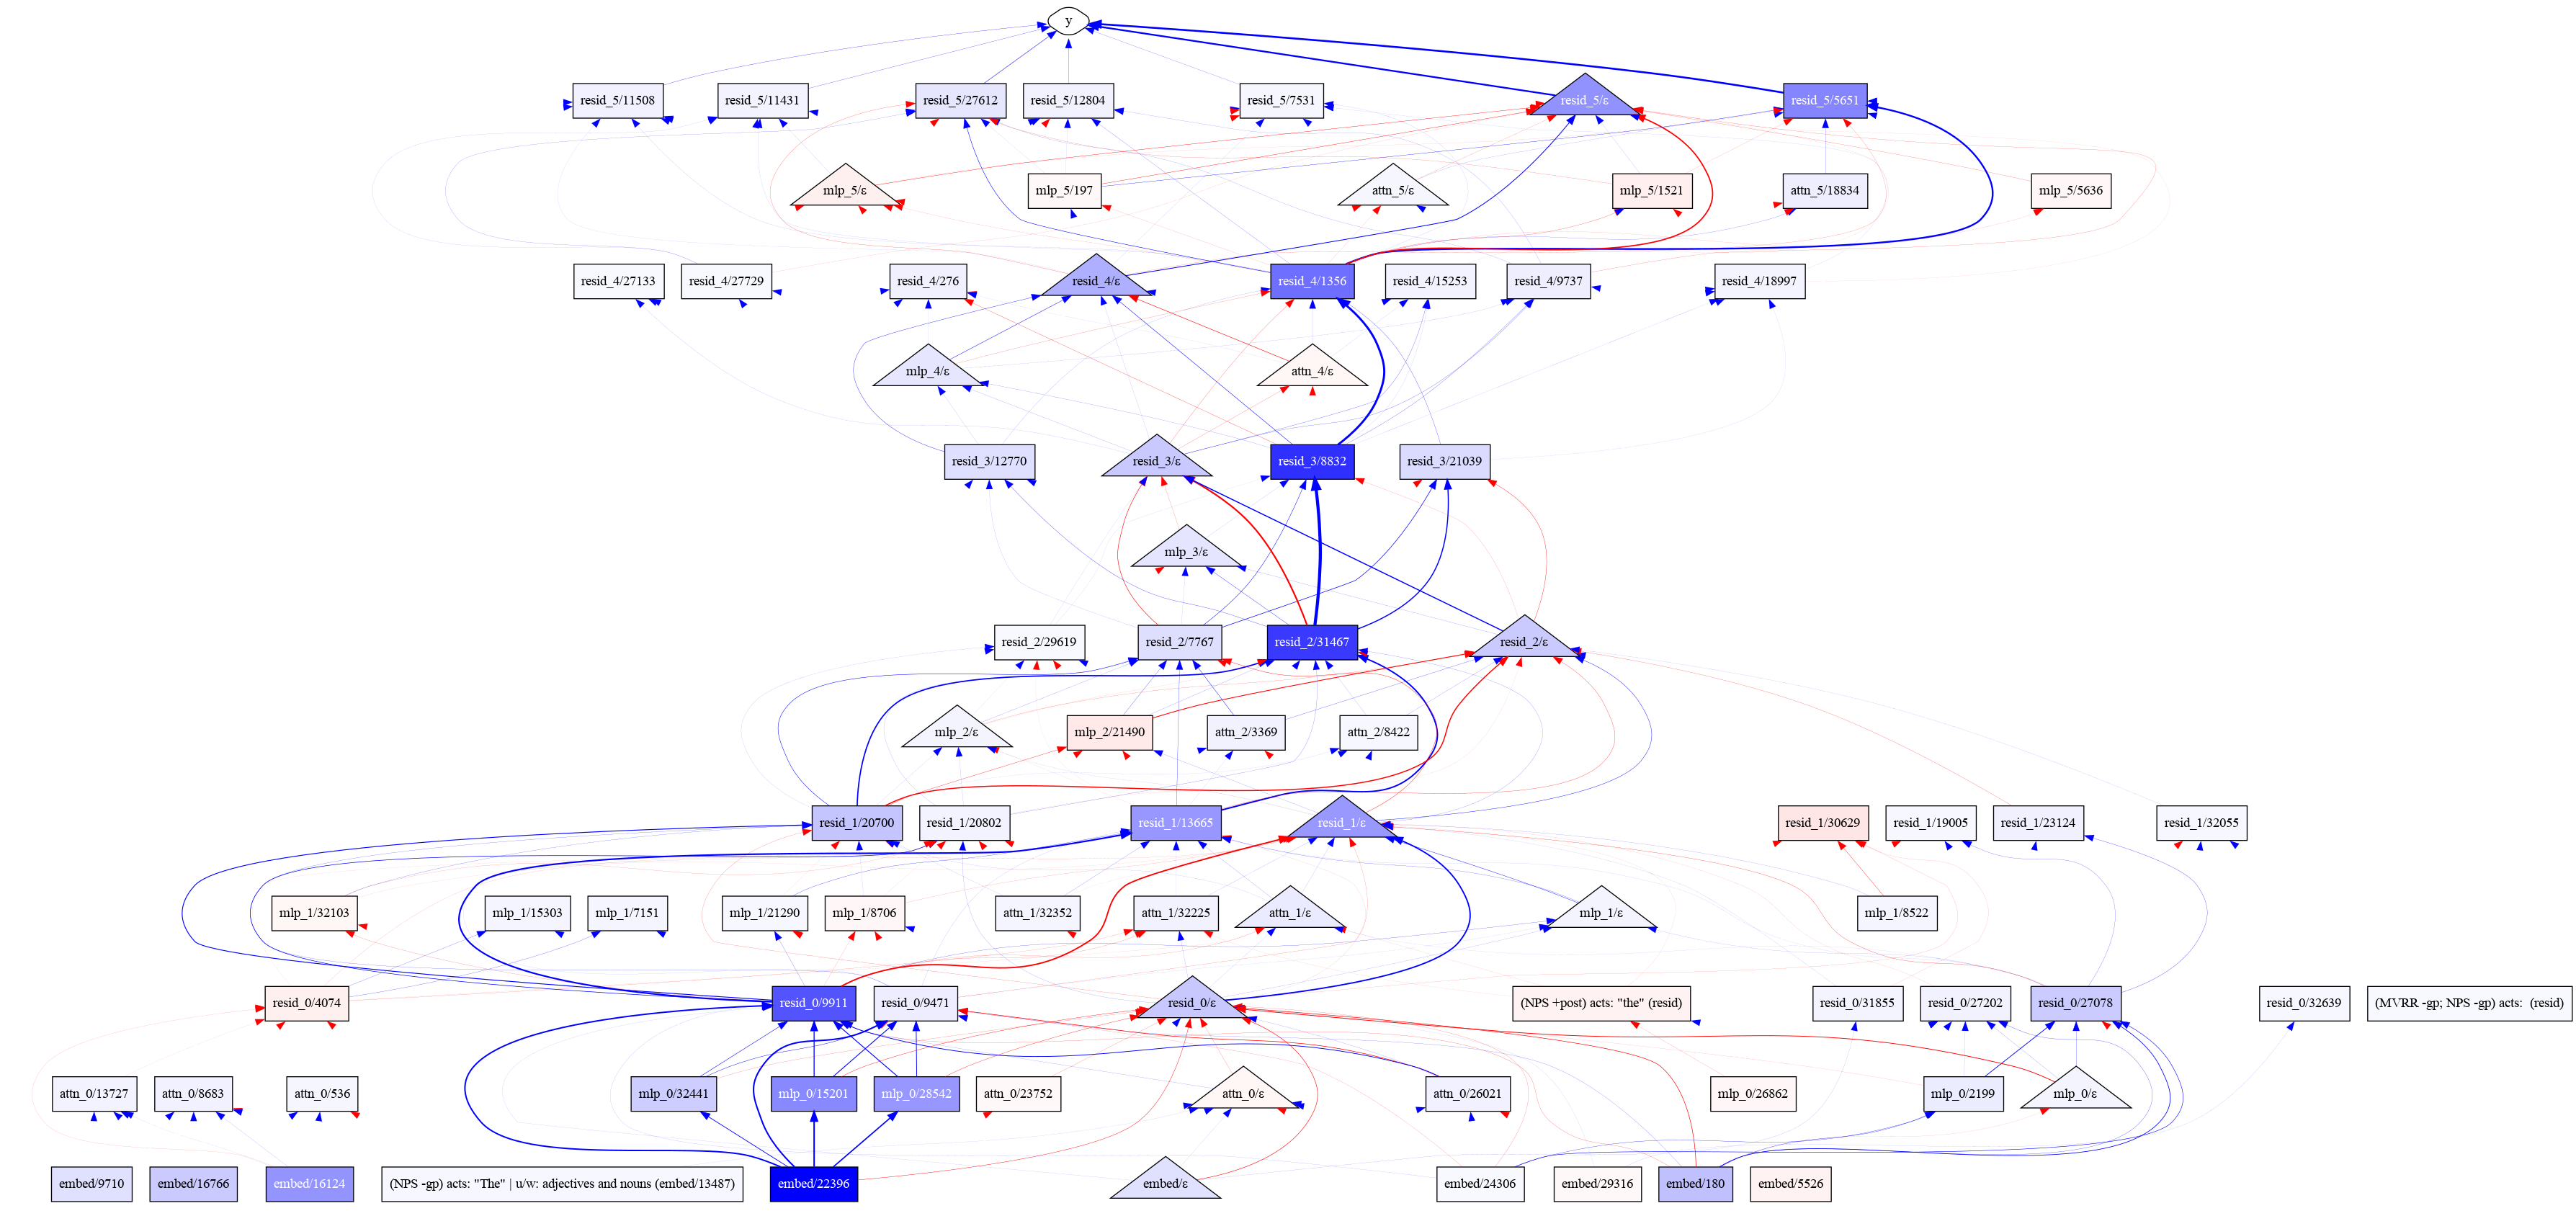 y
resid_5/11508
resid_5/11431
resid_5/27612
resid_5/12804
resid_5/7531
resid_5/ε
resid_5/5651
mlp_5/ε
mlp_5/197
attn_5/ε
mlp_5/1521
attn_5/18834
mlp_5/5636
resid_4/27133
resid_4/27729
resid_4/276
resid_4/ε
resid_4/1356
resid_4/15253
resid_4/9737
resid_4/18997
mlp_4/ε
attn_4/ε
resid_3/12770
resid_3/ε
resid_3/8832
resid_3/21039
mlp_3/ε
resid_2/29619
resid_2/7767
resid_2/31467
resid_2/ε
mlp_2/ε
mlp_2/21490
attn_2/3369
attn_2/8422
resid_1/20700
resid_1/20802
resid_1/13665
resid_1/ε
resid_1/30629
resid_1/19005
resid_1/23124
resid_1/32055
mlp_1/32103
mlp_1/15303
mlp_1/7151
mlp_1/21290
mlp_1/8706
attn_1/32352
attn_1/32225
attn_1/ε
mlp_1/ε
mlp_1/8522
resid_0/4074
resid_0/9911
resid_0/9471
resid_0/ε
(NPS +post) acts: "the" (resid)
resid_0/31855
resid_0/27202
resid_0/27078
resid_0/32639
(MVRR -gp; NPS -gp) acts:  (resid)
attn_0/13727
attn_0/8683
attn_0/536
mlp_0/32441
mlp_0/15201
mlp_0/28542
attn_0/23752
attn_0/ε
attn_0/26021
mlp_0/26862
mlp_0/2199
mlp_0/ε
embed/9710
embed/16766
embed/16124
(NPS -gp) acts: "The" | u/w: adjectives and nouns (embed/13487)
embed/22396
embed/ε
embed/24306
embed/29316
embed/180
embed/5526